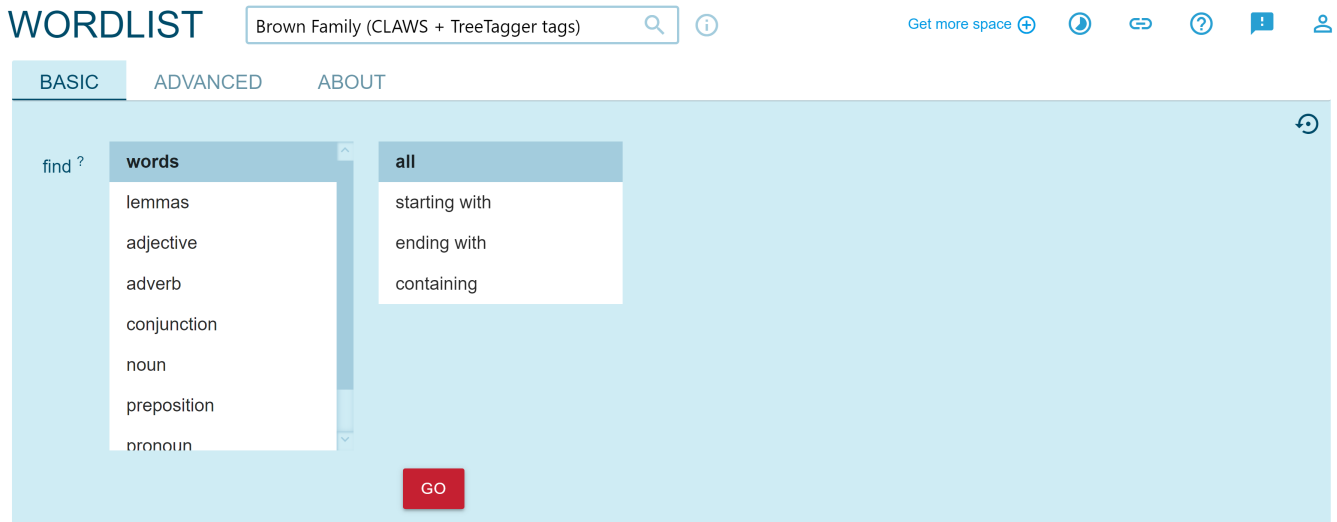 WORDLIST
Brown Family (CLAWS + TreeTagger tags)
Get more space
BASIC
ADVANCED
ABOUT
find ?
words
lemmas
adjective
adverb
conjunction
noun
preposition
pronoun
all
starting with
ending with
containing
GO